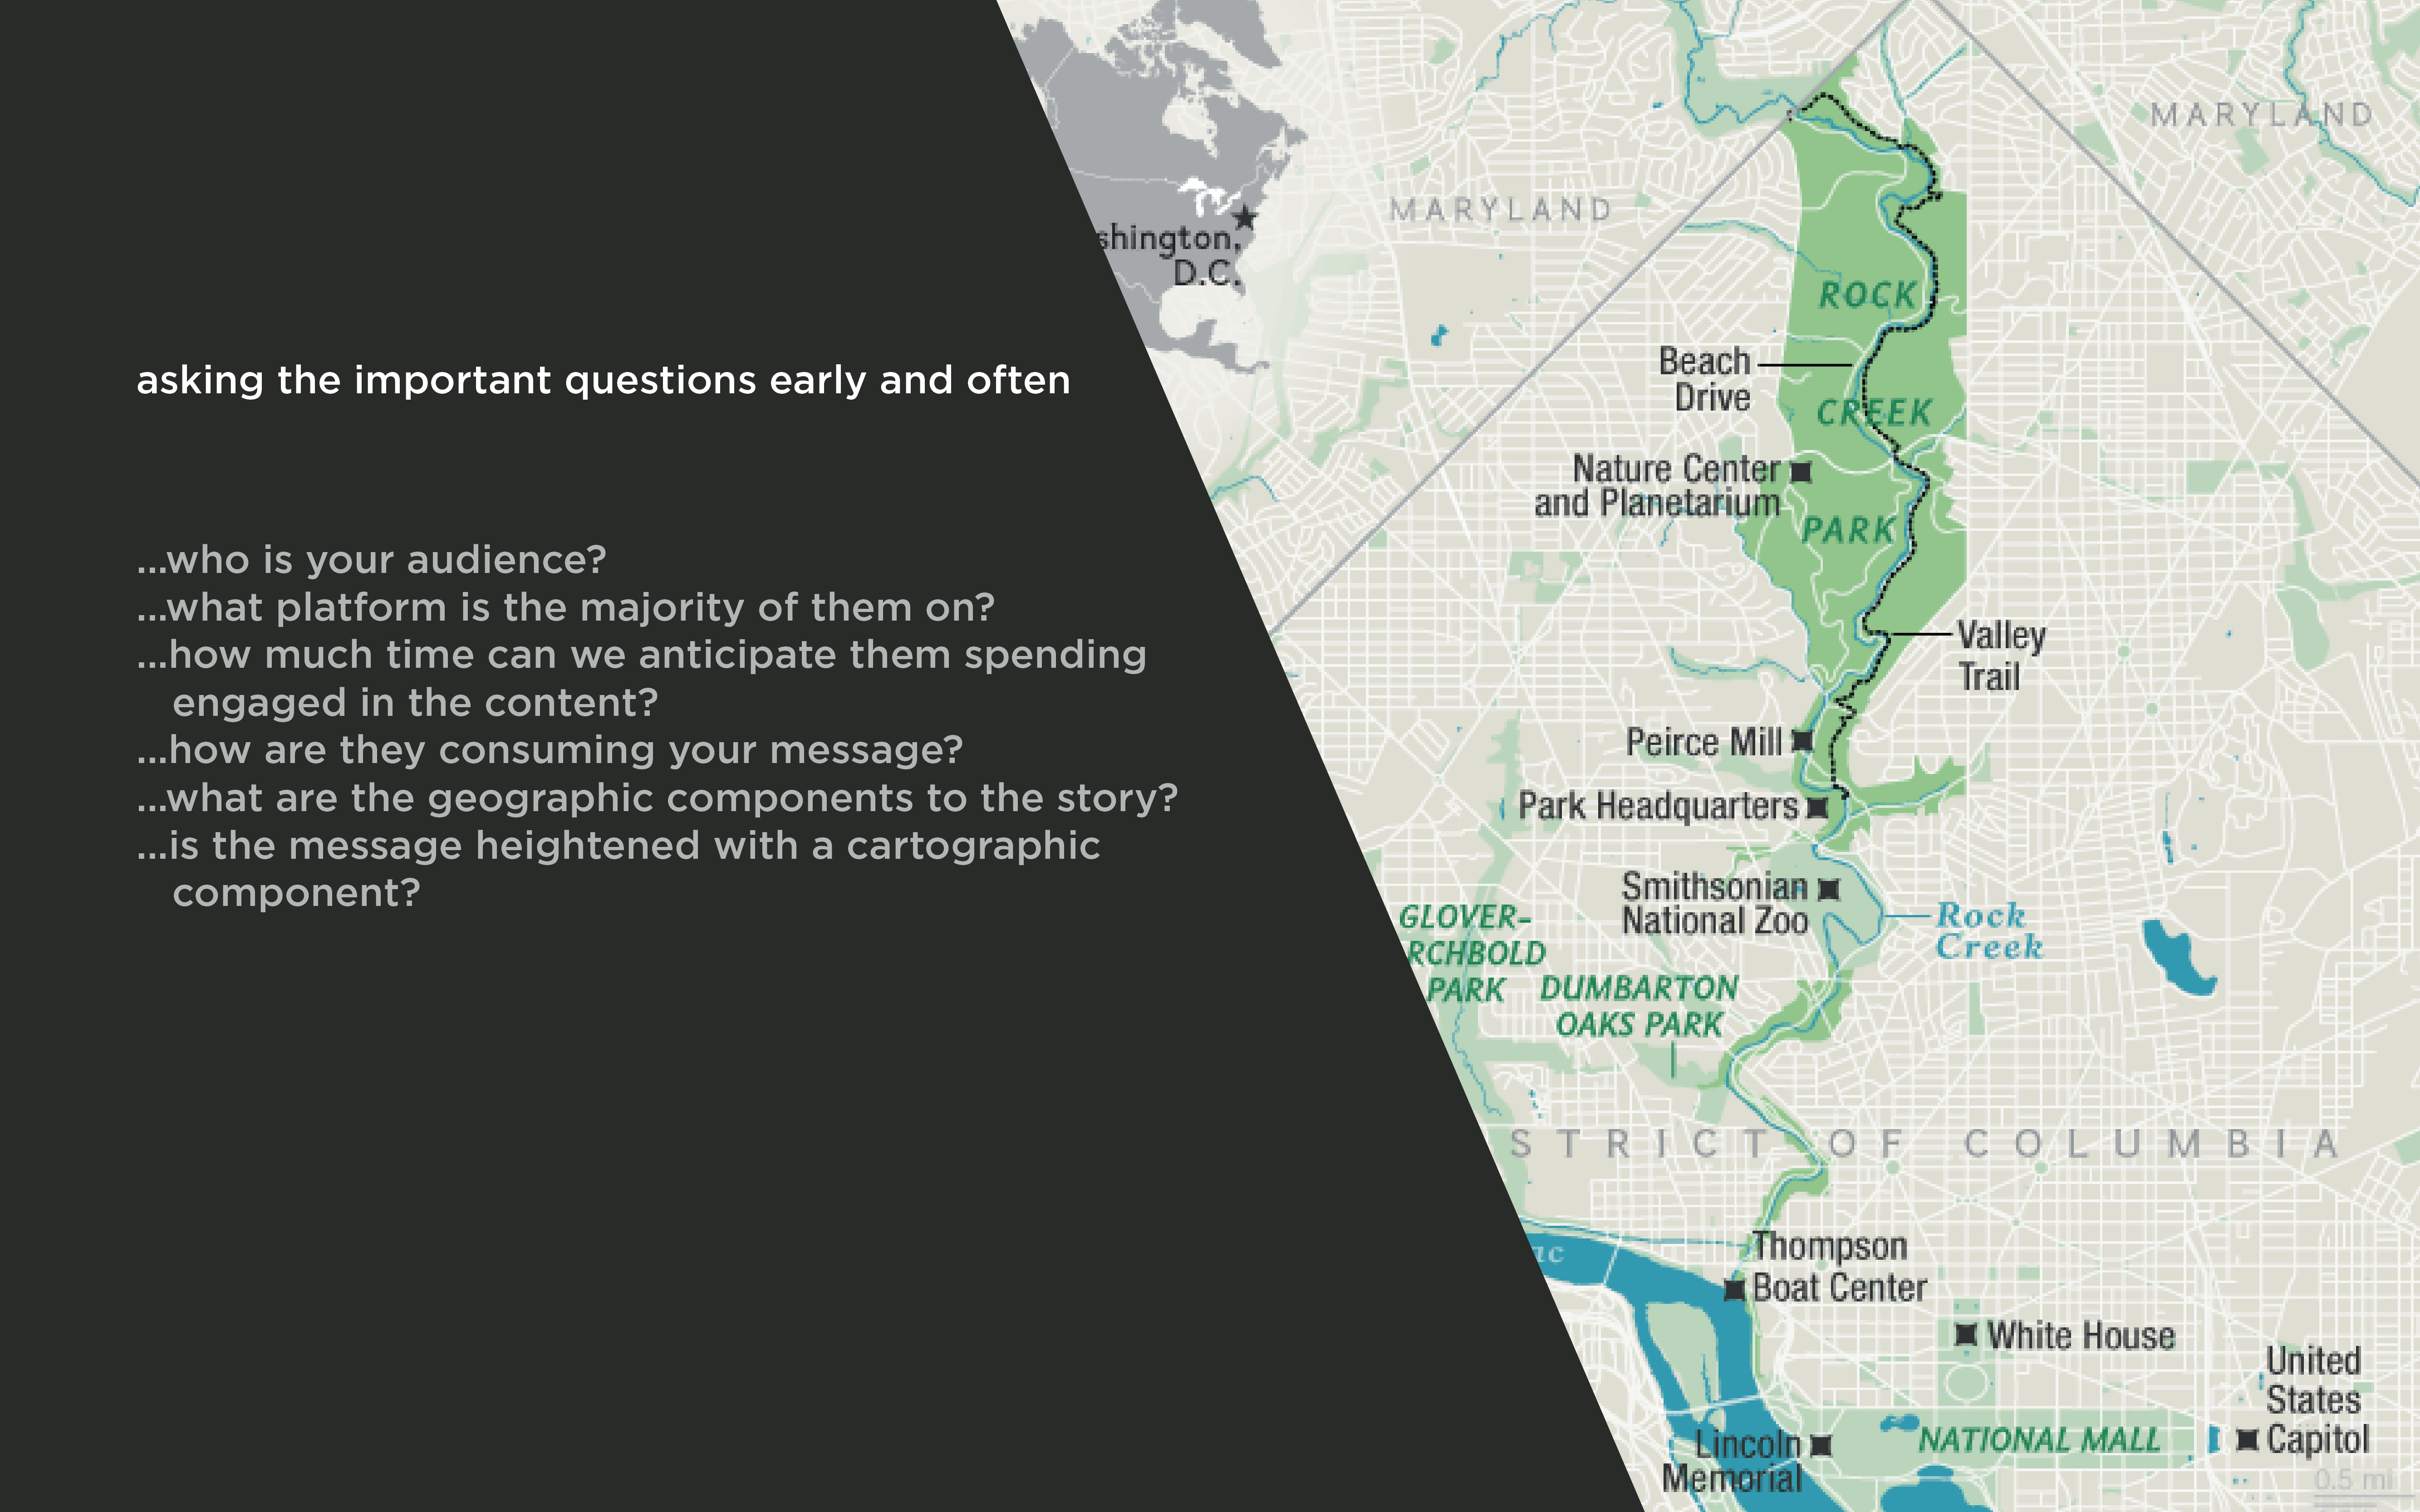 asking the important questions early and often
...who is your audience?
...what platform is the majority of them on?
...how much time can we anticipate them spending
engaged in the content?
...how are they consuming your message?
...what are the geographic components to the story?
...is the message heightened with a cartographic
component?
shington,
D.C.
MARYLAND
MARYLAND
ROCK
CREEK
PARK
Beach
Drive
Nature Center
and Planetarium
Valley
Trail
Peirce Mill
Park Headquarters
Smithsonian
National Zoo
Rock
Creek
GLOVER-
RCHBOLD
PARK
DUMBARTON
OAKS PARK
STRICT OF COLUMBIA
ac
Thompson
Boat Center
White House
United
States
Capitol
NATIONAL MALL
Lincoln
Memorial
0.5 mi